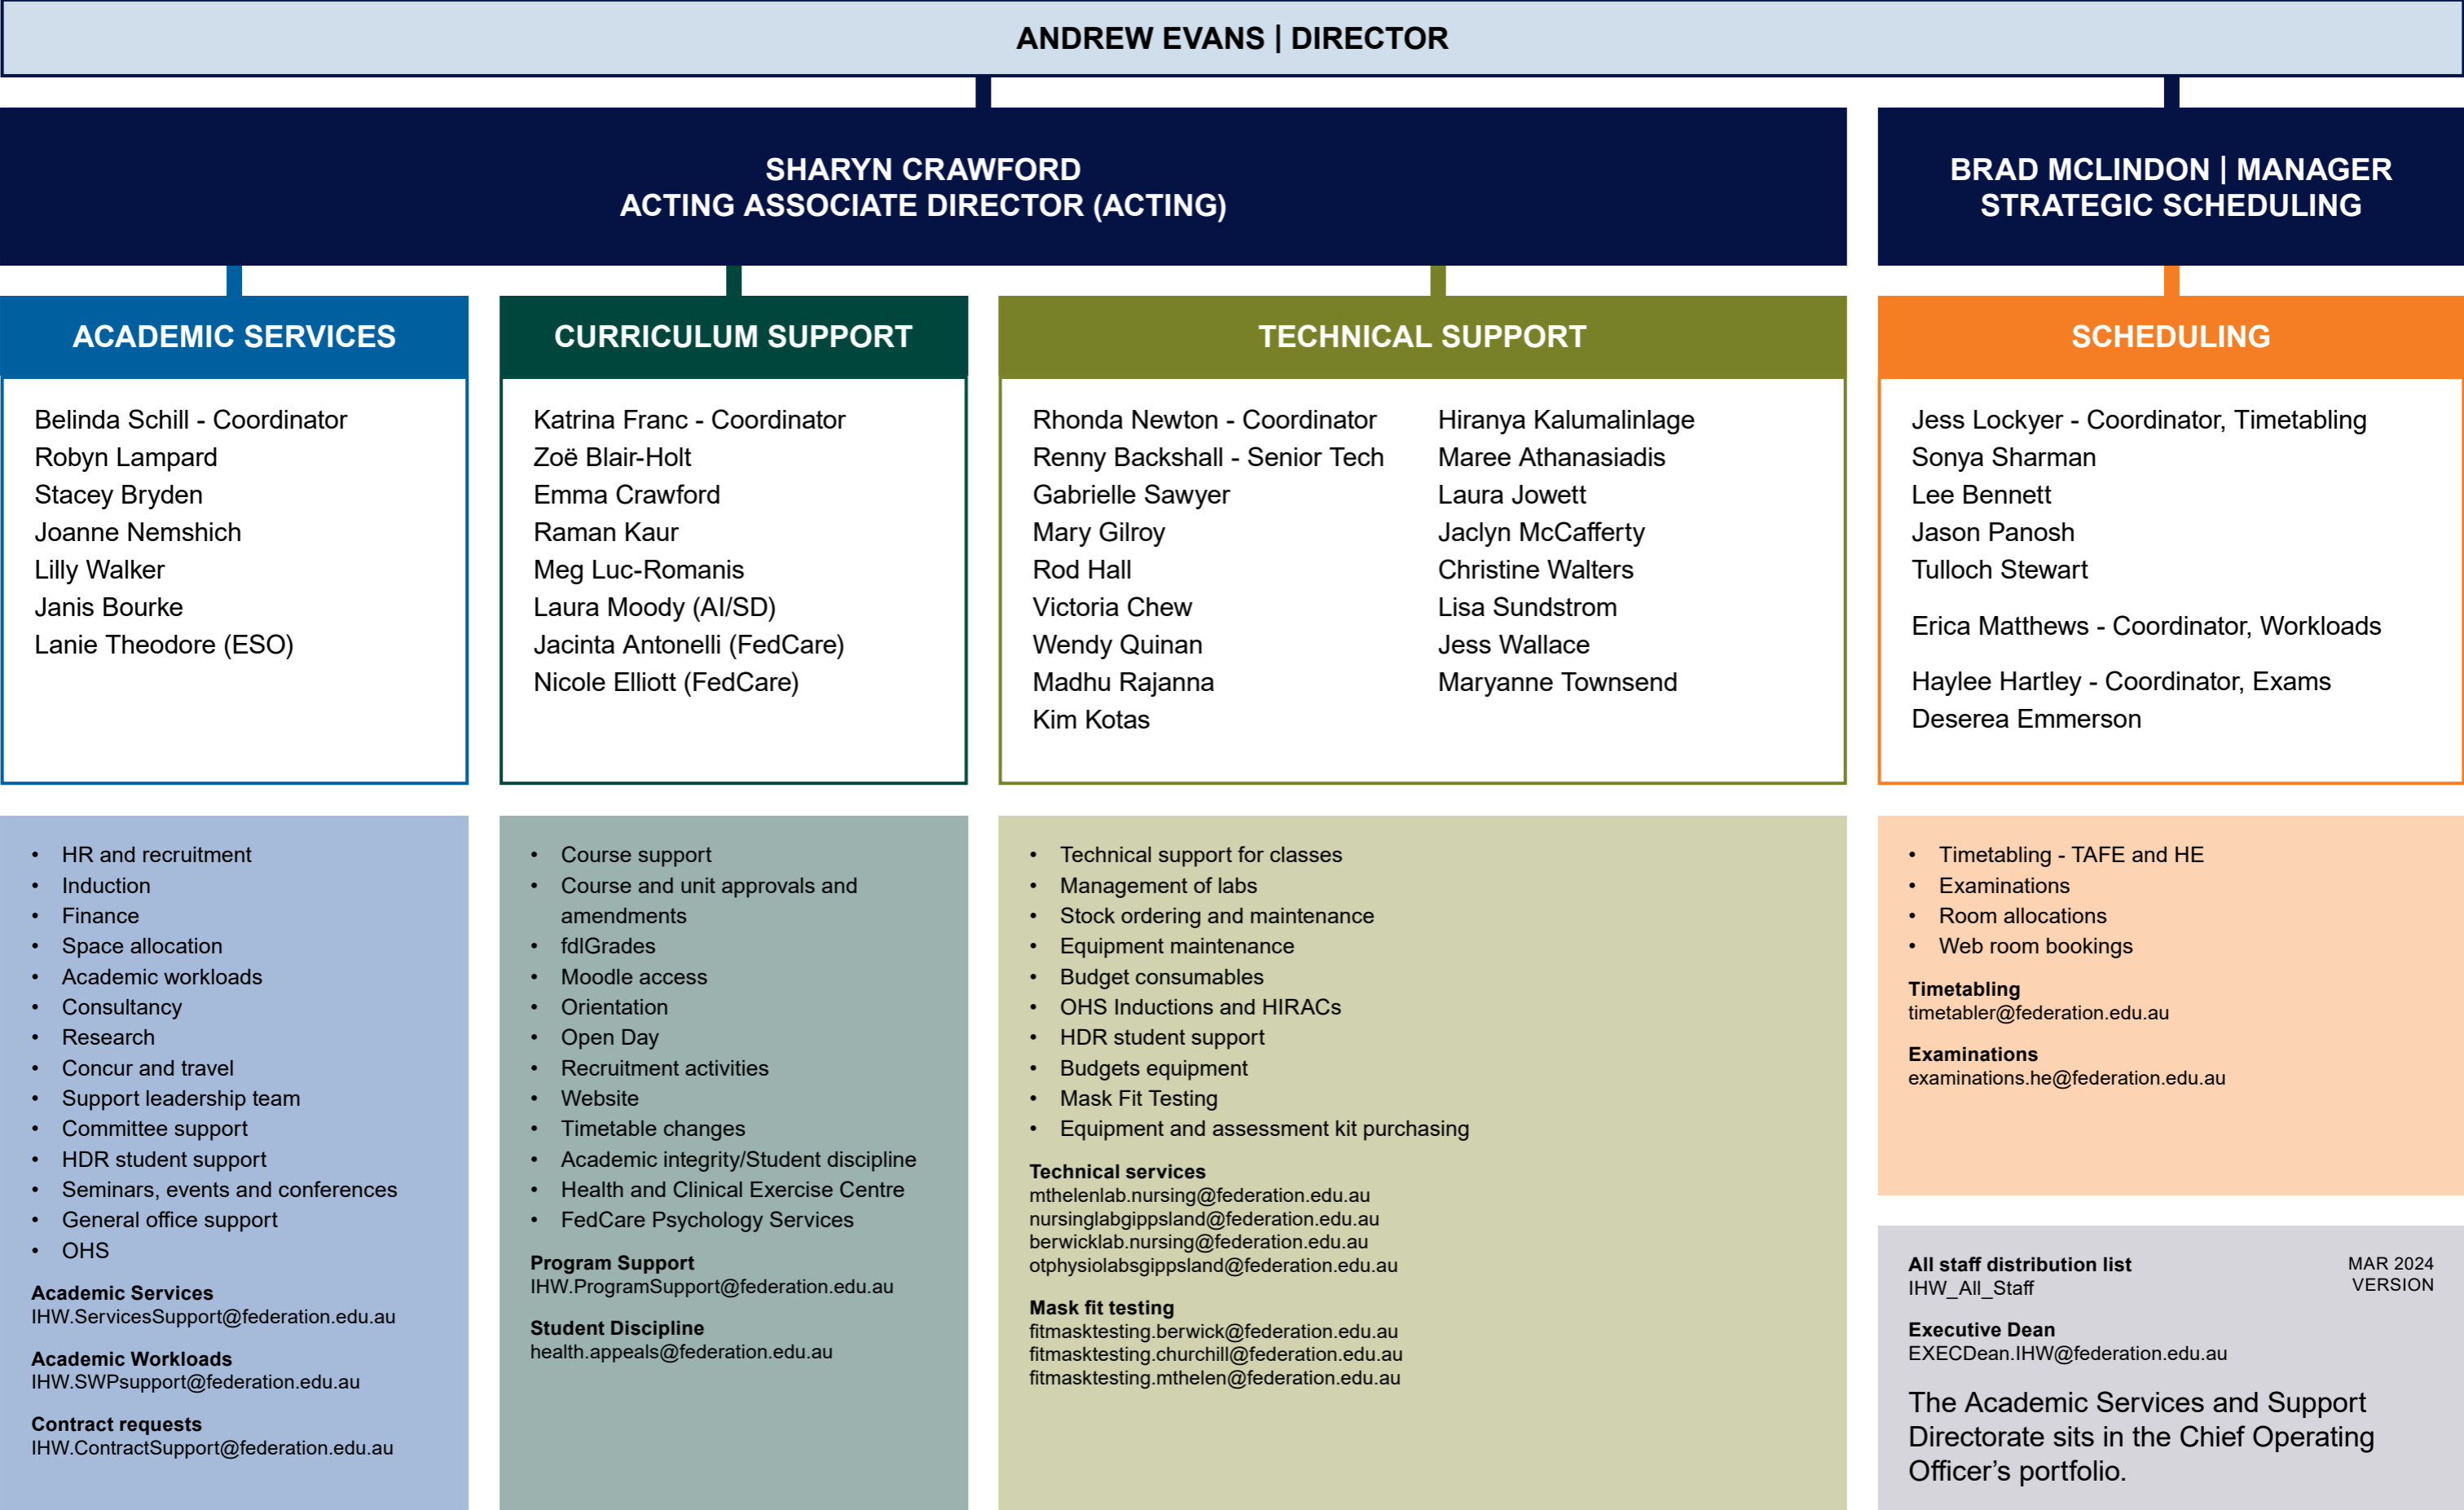 ANDREW EVANS | DIRECTOR
SHARYN CRAWFORD
ACTING ASSOCIATE DIRECTOR (ACTING)
BRAD MCLINDON | MANAGER
STRATEGIC SCHEDULING
ACADEMIC SERVICES
Belinda Schill - Coordinator
Robyn Lampard
Stacey Bryden
Joanne Nemshich
Lilly Walker
Janis Bourke
Lanie Theodore (ESO)
• HR and recruitment
• Induction
• Finance
• Space allocation
• Academic workloads
• Consultancy
• Research
• Concur and travel
• Support leadership team
• Committee support
• HDR student support
• Seminars, events and conferences
• General office support
• OHS
Academic Services
IHW.ServicesSupport@federation.edu.au
Academic Workloads
IHW.SWPsupport@federation.edu.au
Contract requests
IHW.ContractSupport@federation.edu.au
CURRICULUM SUPPORT
Katrina Franc - Coordinator
Zoë Blair-Holt
Emma Crawford
Raman Kaur
Meg Luc-Romanis
Laura Moody (AI/SD)
Jacinta Antonelli (FedCare)
Nicole Elliott (FedCare)
• Course support
• Course and unit approvals and
amendments
• fdlGrades
• Moodle access
• Orientation
• Open Day
• Recruitment activities
• Website
• Timetable changes
• Academic integrity/Student discipline
• Health and Clinical Exercise Centre
• FedCare Psychology Services
Program Support
IHW.ProgramSupport@federation.edu.au
Student Discipline
health.appeals@federation.edu.au
TECHNICAL SUPPORT
Rhonda Newton - Coordinator
Renny Backshall - Senior Tech
Gabrielle Sawyer
Mary Gilroy
Rod Hall
Victoria Chew
Wendy Quinan
Madhu Rajanna
Kim Kotas
Hiranya Kalumalinlage
Maree Athanasiadis
Laura Jowett
Jaclyn McCafferty
Christine Walters
Lisa Sundstrom
Jess Wallace
Maryanne Townsend
• Technical support for classes
• Management of labs
• Stock ordering and maintenance
• Equipment maintenance
• Budget consumables
• OHS Inductions and HIRACs
• HDR student support
• Budgets equipment
• Mask Fit Testing
• Equipment and assessment kit purchasing
Technical services
mthelenlab.nursing@federation.edu.au
nursinglabgippsland@federation.edu.au
berwicklab.nursing@federation.edu.au
otphysiolabsgippsland@federation.edu.au
Mask fit testing
fitmasktesting.berwick@federation.edu.au
fitmasktesting.churchill@federation.edu.au
fitmasktesting.mthelen@federation.edu.au
SCHEDULING
Jess Lockyer - Coordinator, Timetabling
Sonya Sharman
Lee Bennett
Jason Panosh
Tulloch Stewart
Erica Matthews - Coordinator, Workloads
Haylee Hartley - Coordinator, Exams
Deserea Emmerson
• Timetabling - TAFE and HE
• Examinations
• Room allocations
• Web room bookings
Timetabling
timetabler@federation.edu.au
Examinations
examinations.he@federation.edu.au
All staff distribution list
IHW_All_Staff
MAR 2024
VERSION
Executive Dean
EXECDean.IHW@federation.edu.au
The Academic Services and Support
Directorate sits in the Chief Operating
Officer’s portfolio.